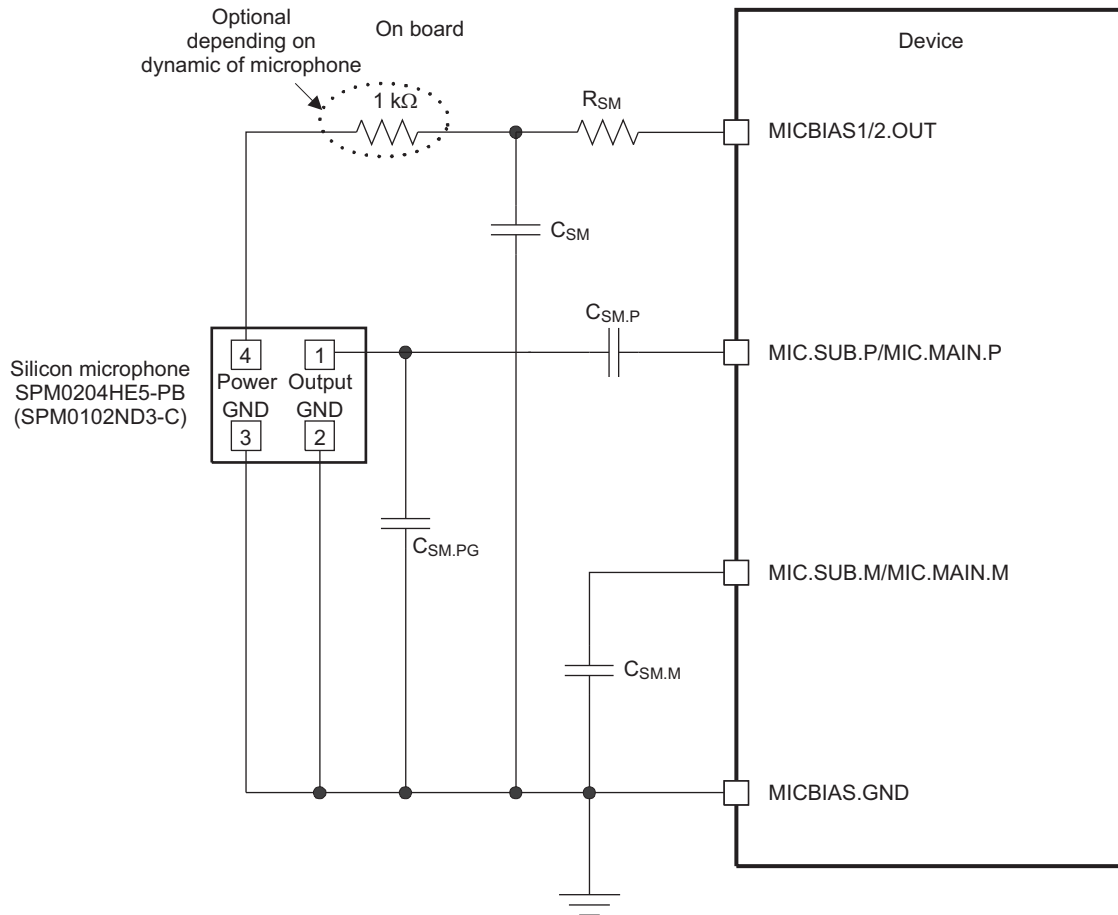 Optional
depending on
dynamic of microphone
On board
Device
1 kΩ
RSM
MICBIAS1/2.OUT
CSM
CSM.P
MIC.SUB.P/MIC.MAIN.P
Silicon microphone
SPM0204HE5-PB
(SPM0102ND3-C)
4
1
Power
Output
GND
GND
3
2
CSM.PG
MIC.SUB.M/MIC.MAIN.M
CSM.M
MICBIAS.GND